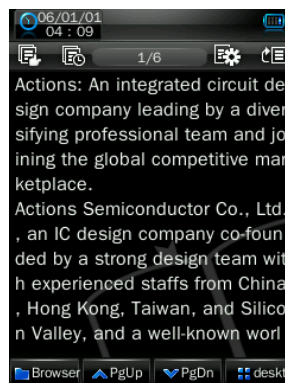 06/01/01
04 : 09
1/6
Actions: An integrated circuit de
sign company leading by a diver
sifying professional team and jo
ining the global competitive mar
ketplace.
Actions Semiconductor Co., Ltd.
, an IC design company co-foun
ded by a strong design team wit
h experienced staffs from China
, Hong Kong, Taiwan, and Silico
n Valley, and a well-known worl
Browser PgUp PgDn deskt